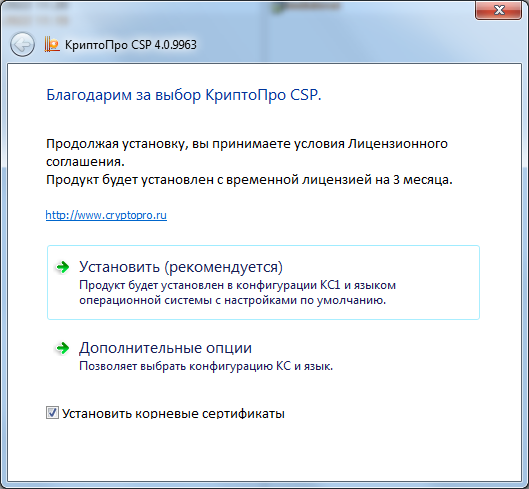 КриптоПро CSP 4.0.9963
Благодарим за выбор КриптоПро CSP.
Продолжая установку, вы принимаете условия Лицензионного
соглашения.
Продукт будет установлен с временной лицензией на 3 месяца.
http://www.cryptopro.ru
Установить (рекомендуется)
Продукт будет установлен в конфигурации КС1 и языком
операционной системы с настройками по умолчанию.
Дополнительные опции
Позволяет выбрать конфигурацию КС и язык.
Установить корневые сертификаты